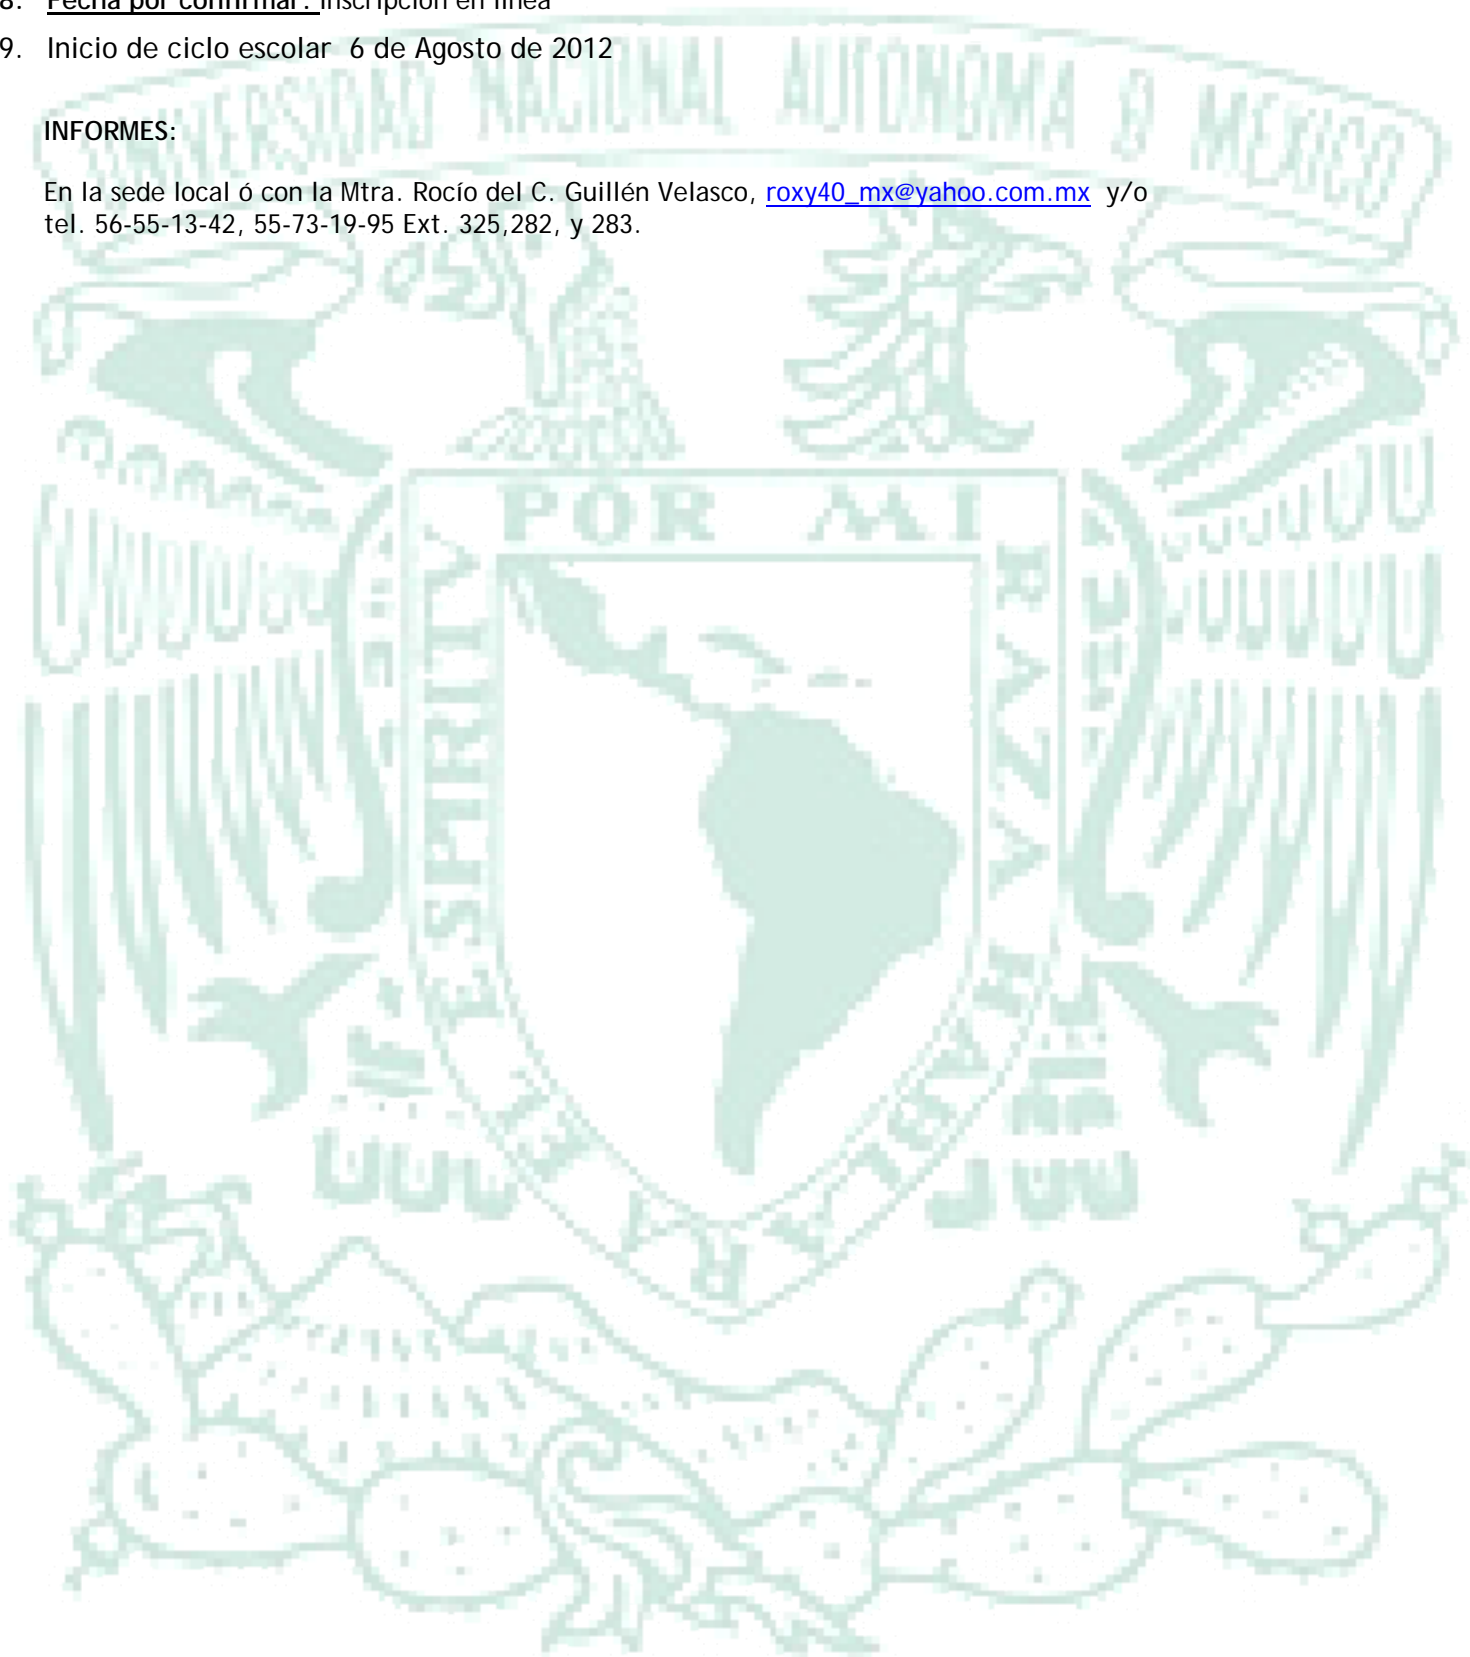 8. Fecha por confirmar: Inscripción en línea
9. Inicio de ciclo escolar 6 de Agosto de 2012
UNIVERSIDAD NACIONAL AUTONOMA DE MEXICO
INFORMES:
En la sede local ó con la Mtra. Rocío del C. Guillén Velasco, roxy40_mx@yahoo.com.mx y/o
tel. 56-55-13-42, 55-73-19-95 Ext. 325,282, y 283.
POR MI RAZA HABLARA EL ESPIRITU